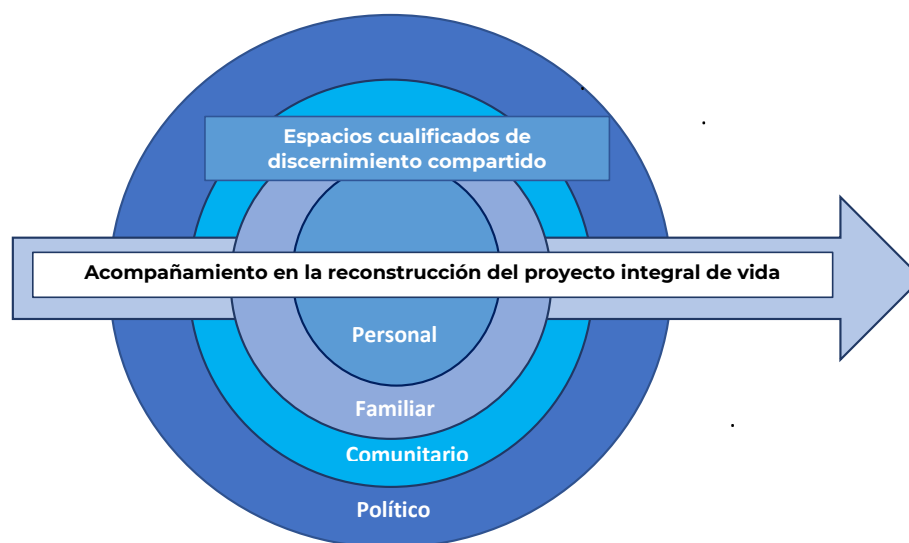 Espacios cualificados de
discernimiento compartido
Acompañamiento en la reconstrucción del proyecto integral de vida
Personal
Familiar
Comunitario
Político